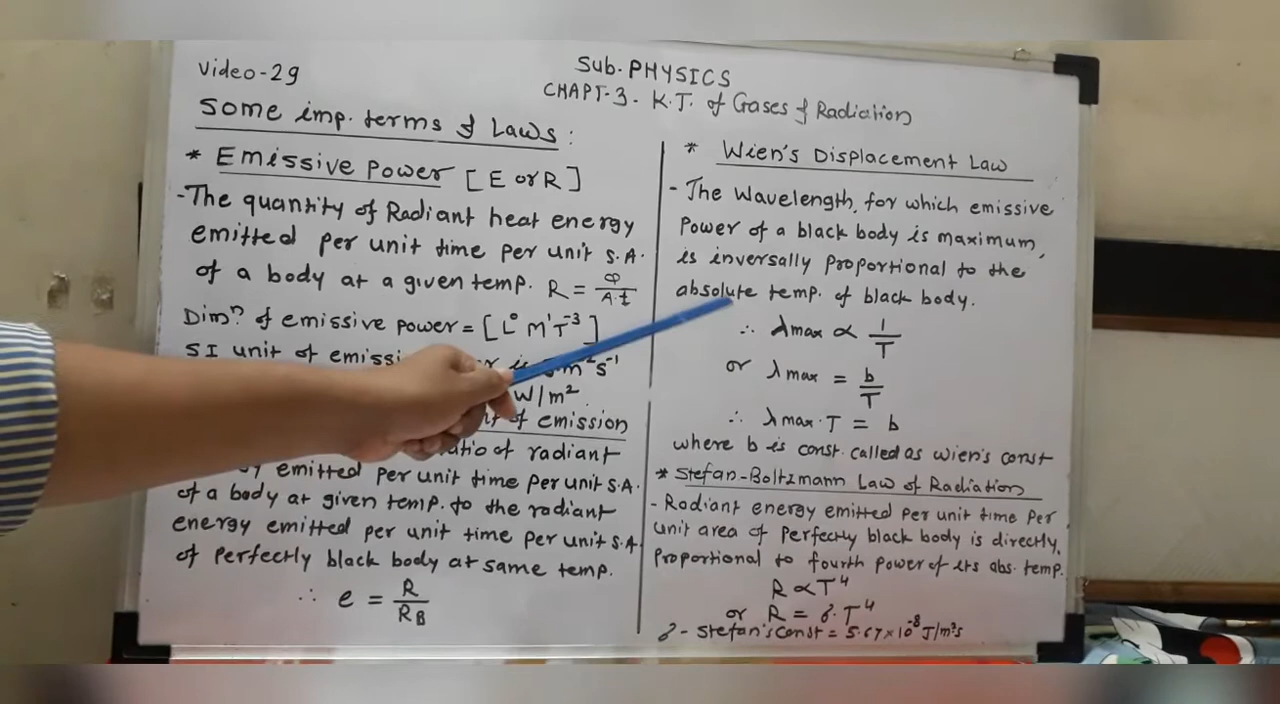 Video-29
Sub. PHYSICS
CHAPT-3. K.T. of Gases & Radiation
Some imp. terms & Laws:
* Emissive Power [E or R]
-The quantity of Radiant heat energy
emitted per unit time per unit S.A.
of a body at a given temp. R = Q/A.t
Dimⁿ of emissive power = [L⁰M¹T⁻³]
SI unit of is m⁻²s⁻¹
W/m²
of emission
of radiant
emitted per unit time per unit S.A.
of a body at given temp. to the radiant
energy emitted per unit time per unit S.A.
of perfectly black body at same temp.
∴ e = R/R_B
* Wien's Displacement Law
- The Wavelength, for which emissive
Power of a black body is maximum,
is inversally proportional to the
absolute temp. of black body.
∴ λmax ∝ 1/T
or λmax = b/T
∴ λmax.T = b
where b is const. called as wien's const
* Stefan-Boltzmann Law of Radiation
- Radiant energy emitted per unit time per
unit area of perfectly black body is directly,
proportional to fourth power of its abs. temp.
R ∝ T⁴
or R = σ.T⁴
σ - Stefan's const = 5.67×10⁻⁸ J/m²s